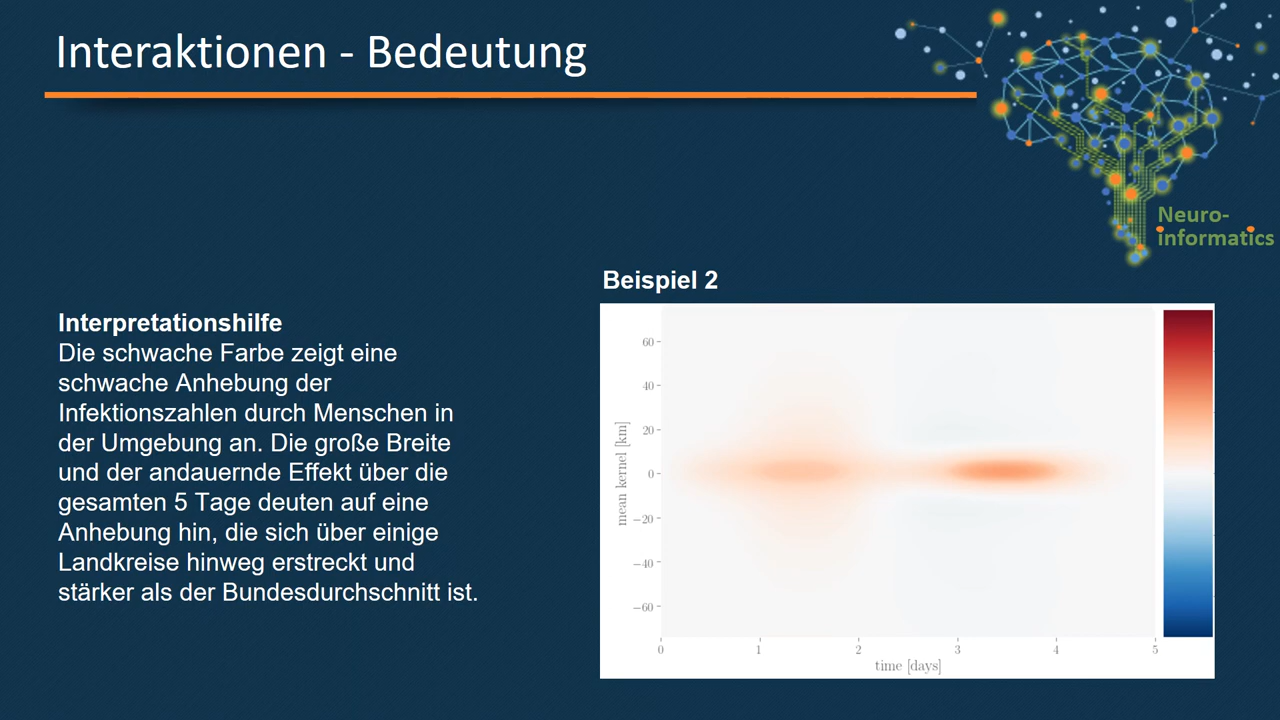 Interaktionen - Bedeutung
Neuro-
informatics
Beispiel 2
Interpretationshilfe
Die schwache Farbe zeigt eine
schwache Anhebung der
Infektionszahlen durch Menschen in
der Umgebung an. Die große Breite
und der andauernde Effekt über die
gesamten 5 Tage deuten auf eine
Anhebung hin, die sich über einige
Landkreise hinweg erstreckt und
stärker als der Bundesdurchschnitt ist.
mean kernel [km]
60
40
20
0
−20
−40
−60
0 1 2 3 4 5
time [days]